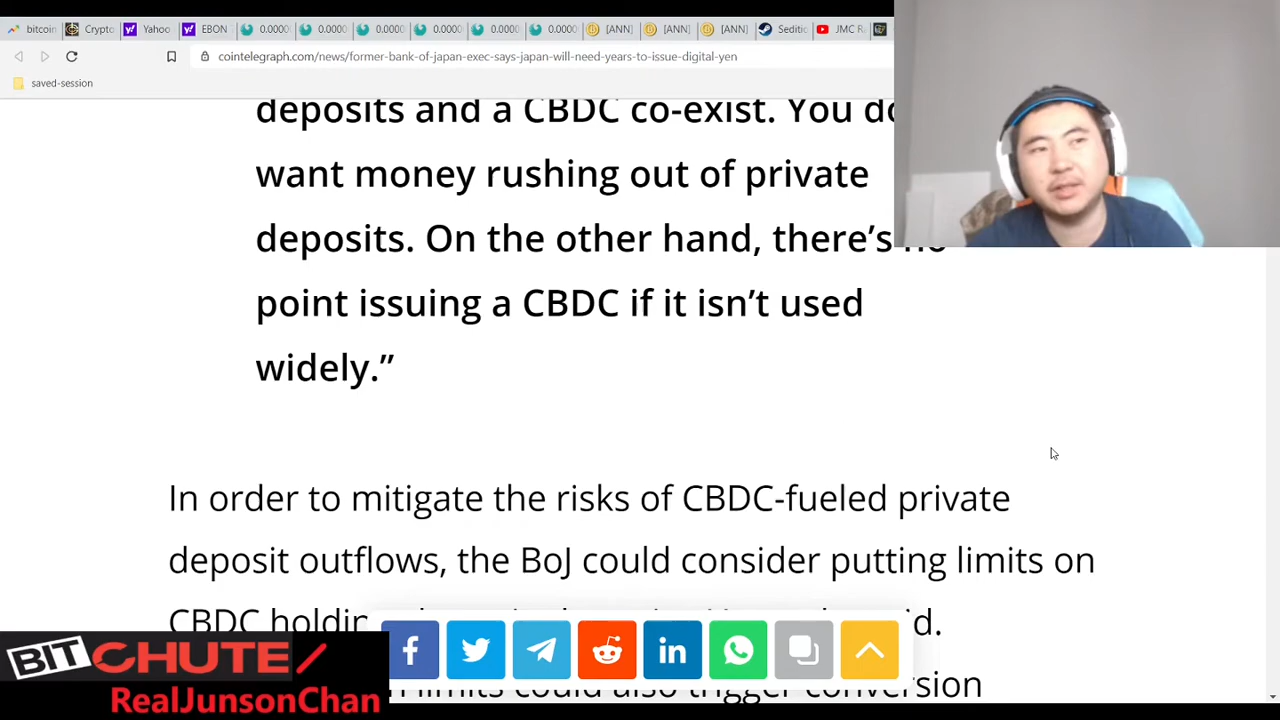 bitcoin Crypto Yahoo EBON 0.0000 0.0000 0.0000 0.0000 0.0000 0.0000 [ANN] [ANN] [ANN] Seditic JMC R
cointelegraph.com/news/former-bank-of-japan-exec-says-japan-will-need-years-to-issue-digital-yen
saved-session
deposits and a CBDC co-exist. You
want money rushing out of private
deposits. On the other hand, there's no
point issuing a CBDC if it isn't used
widely.”
In order to mitigate the risks of CBDC-fueled private
deposit outflows, the BoJ could consider putting limits on
CBDC
limits could also trigger conversion
BITCHUTE/
RealJunsonChan